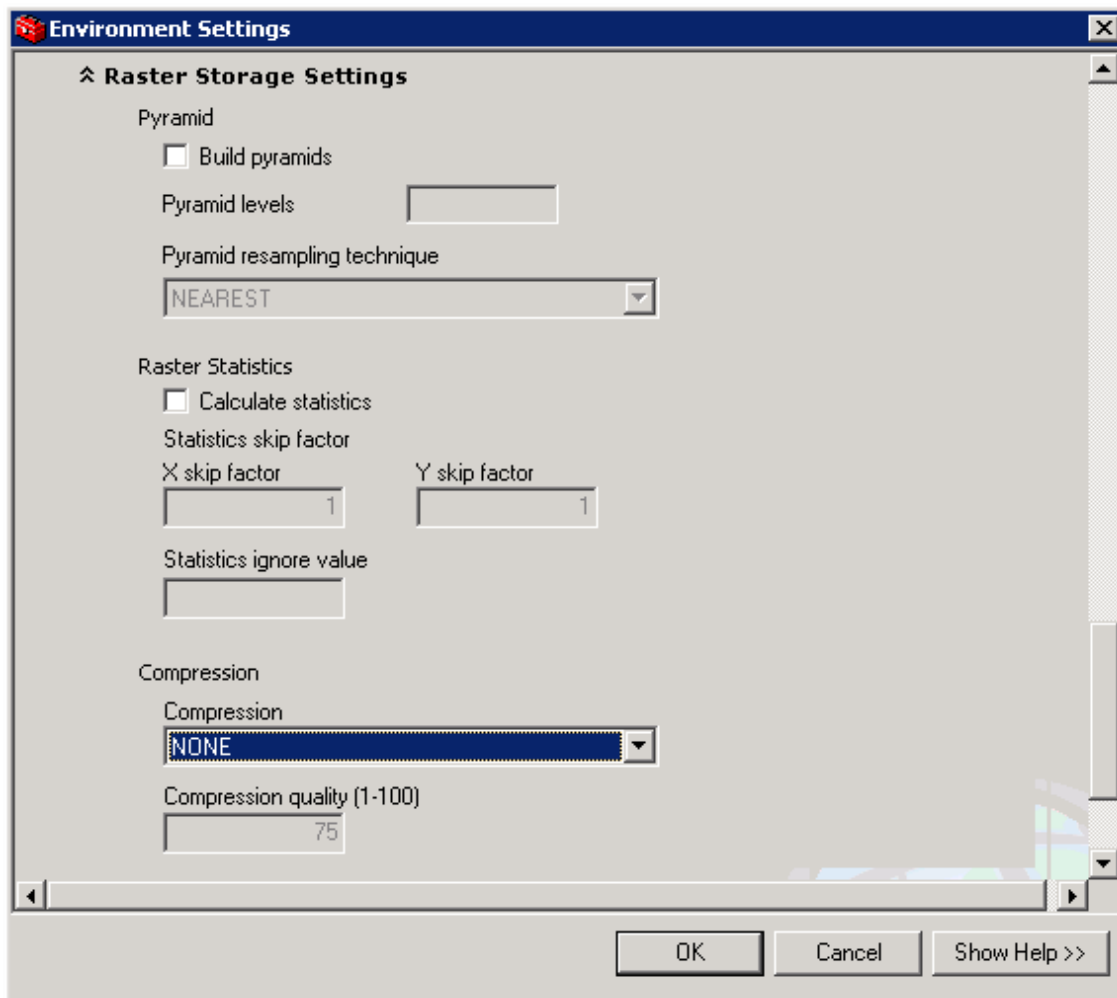 Environment Settings
Raster Storage Settings
Pyramid
Build pyramids
Pyramid levels
Pyramid resampling technique
NEAREST
Raster Statistics
Calculate statistics
Statistics skip factor
X skip factor Y skip factor
1 1
Statistics ignore value
Compression
Compression
NONE
Compression quality (1-100)
75
OK Cancel Show Help >>